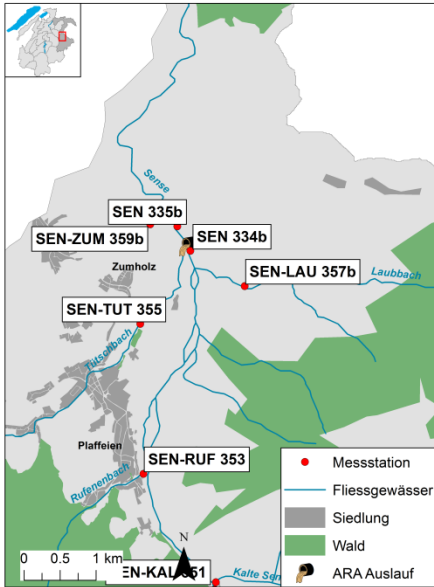 Sense
SEN 335b
SEN-ZUM 359b
SEN 334b
Zumholz
SEN-LAU 357b
Laubbach
SEN-TUT 355
Tütschbach
Plaffeien
SEN-RUF 353
Rufenenbach
Messstation
Fliessgewässer
Siedlung
Wald
ARA Auslauf
N
0 0.5 1 km
Kalte